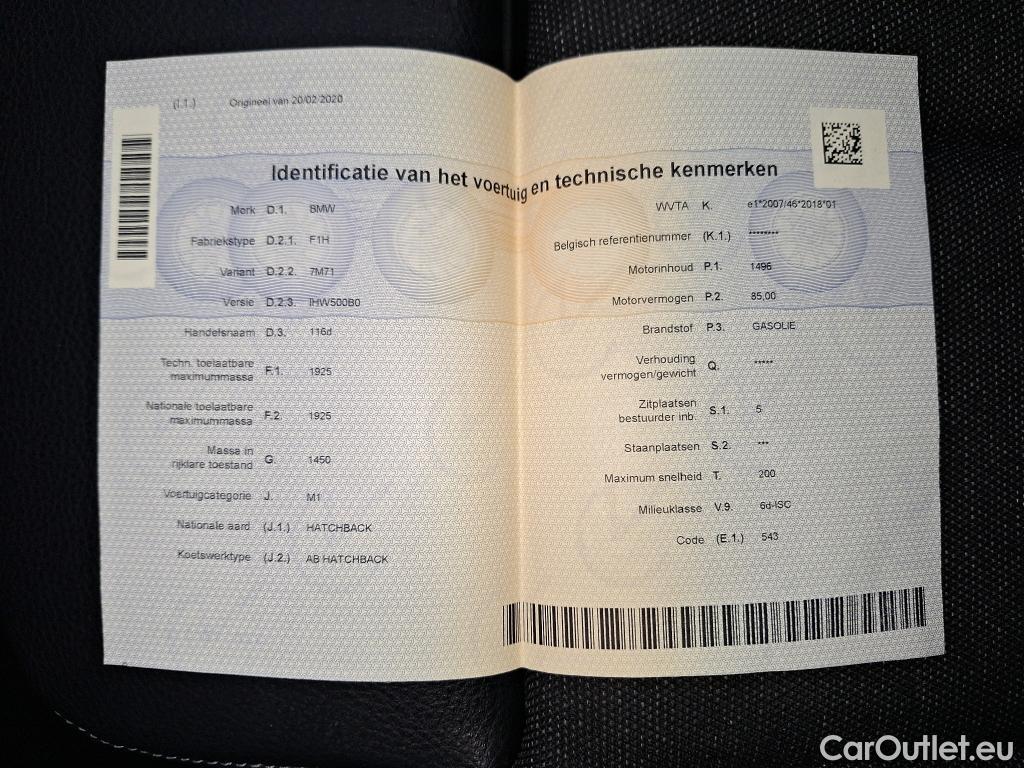 (I.1.) Origineel van 20/02/2020
Identificatie van het voertuig en technische kenmerken
Merk D.1. BMW
Fabriekstype D.2.1. F1H
Variant D.2.2. 7M71
Versie D.2.3. IHW500B0
Handelsnaam D.3. 116d
Techn. toelaatbare
maximummassa F.1. 1925
Nationale toelaatbare
maximummassa F.2. 1925
Massa in
rijklare toestand G. 1450
Voertuigcategorie J. M1
Nationale aard (J.1.) HATCHBACK
Koetswerktype (J.2.) AB HATCHBACK
WVTA K. e1*2007/46*2018*01
Belgisch referentienummer (K.1.) ********
Motorinhoud P.1. 1496
Motorvermogen P.2. 85,00
Brandstof P.3. GASOLIE
Verhouding
vermogen/gewicht Q. *****
Zitplaatsen
bestuurder inb. S.1. 5
Staanplaatsen S.2. ***
Maximum snelheid T. 200
Milieuklasse V.9. 6d-ISC
Code (E.1.) 543
CarOutlet.eu